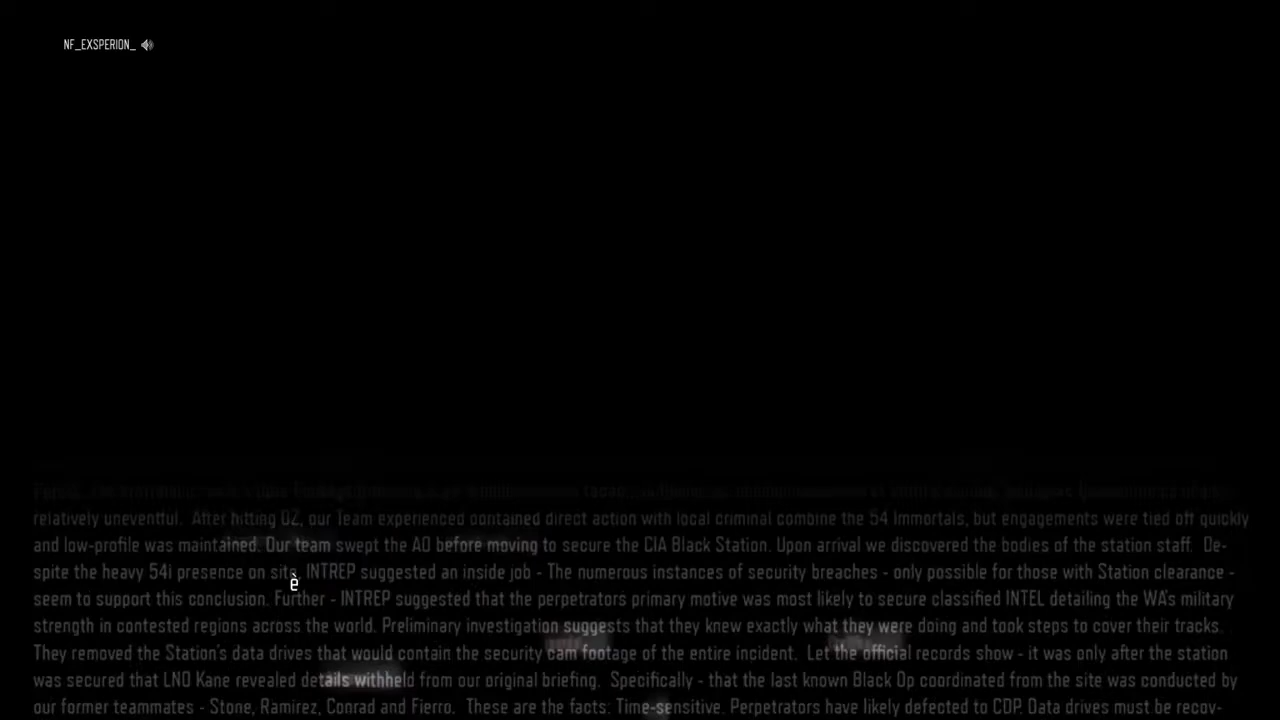 NF_EXSPERION_
relatively uneventful. After hitting DZ, our Team experienced contained direct action with local criminal combine the 54 Immortals, but engagements were tied off quickly
and low-profile was maintained. Our team swept the AO before moving to secure the CIA Black Station. Upon arrival we discovered the bodies of the station staff. De-
spite the heavy 54i presence on site, INTREP suggested an inside job - The numerous instances of security breaches - only possible for those with Station clearance -
è
seem to support this conclusion. Further - INTREP suggested that the perpetrators primary motive was most likely to secure classified INTEL detailing the WA's military
strength in contested regions across the world. Preliminary investigation suggests that they knew exactly what they were doing and took steps to cover their tracks.
They removed the Station's data drives that would contain the security cam footage of the entire incident. Let the official records show - it was only after the station
was secured that LNO Kane revealed details withheld from our original briefing. Specifically - that the last known Black Op coordinated from the site was conducted by
our former teammates - Stone, Ramirez, Conrad and Fierro. These are the facts: Time-sensitive. Perpetrators have likely defected to CDP. Data drives must be recov-